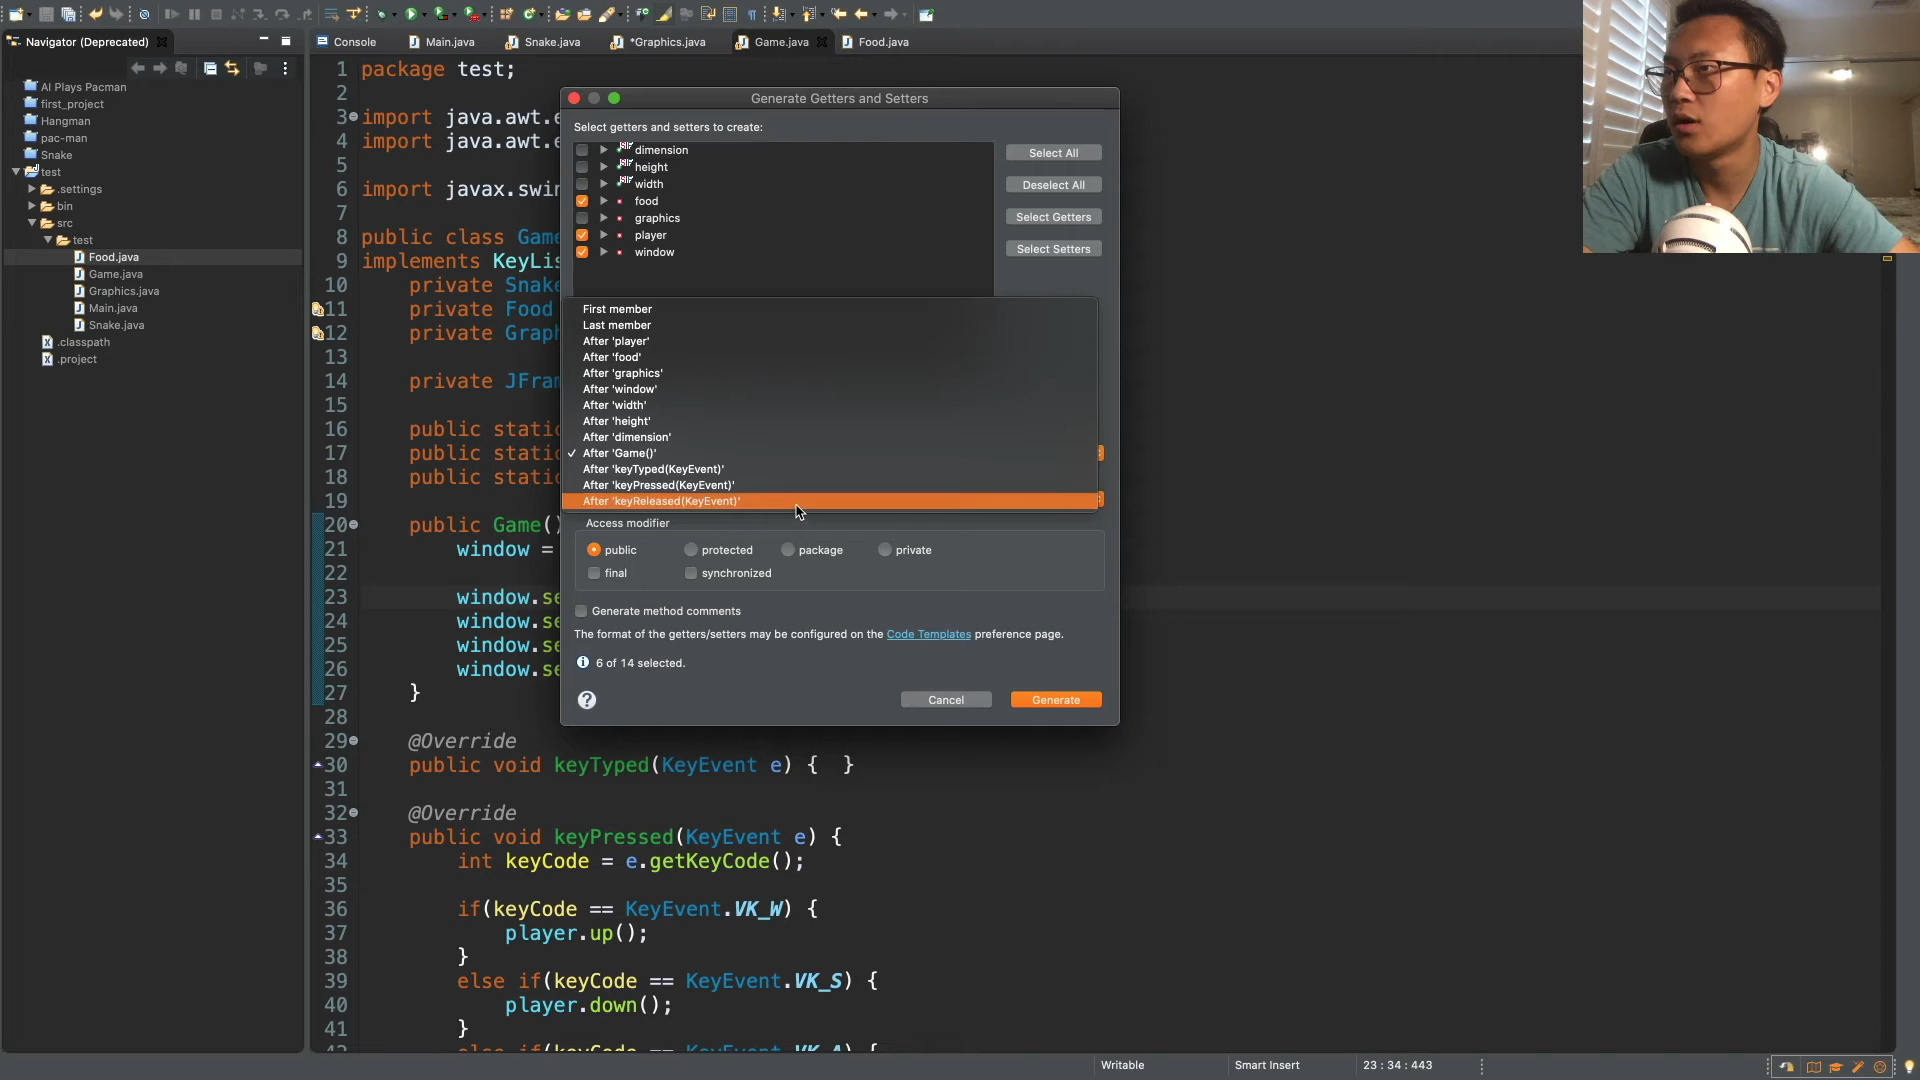 Navigator (Deprecated)
Console
Main.java
Snake.java
*Graphics.java
Game.java
Food.java
AI Plays Pacman
first_project
Hangman
pac-man
Snake
test
.settings
bin
src
test
Food.java
Game.java
Graphics.java
Main.java
Snake.java
.classpath
.project
1 package test;
2
3 import java.awt.e
4 import java.awt.e
5
6 import javax.swin
7
8 public class Game
9 implements KeyLis
10 private Snake
11 private Food
12 private Graph
13
14 private JFram
15
16 public static
17 public static
18 public static
19
20 public Game()
21 window =
22
23 window.se
24 window.se
25 window.se
26 window.se
27 }
28
29 @Override
30 public void keyTyped(KeyEvent e) { }
31
32 @Override
33 public void keyPressed(KeyEvent e) {
34 int keyCode = e.getKeyCode();
35
36 if(keyCode == KeyEvent.VK_W) {
37 player.up();
38 }
39 else if(keyCode == KeyEvent.VK_S) {
40 player.down();
41 }
else if(keyCode == KeyEvent.VK_A) {
Generate Getters and Setters
Select getters and setters to create:
dimension
height
width
food
graphics
player
window
Select All
Deselect All
Select Getters
Select Setters
First member
Last member
After 'player'
After 'food'
After 'graphics'
After 'window'
After 'width'
After 'height'
After 'dimension'
✓ After 'Game()'
After 'keyTyped(KeyEvent)'
After 'keyPressed(KeyEvent)'
After 'keyReleased(KeyEvent)'
Access modifier
public
protected
package
private
final
synchronized
Generate method comments
The format of the getters/setters may be configured on the Code Templates preference page.
6 of 14 selected.
Cancel
Generate
Writable
Smart Insert
23 : 34 : 443